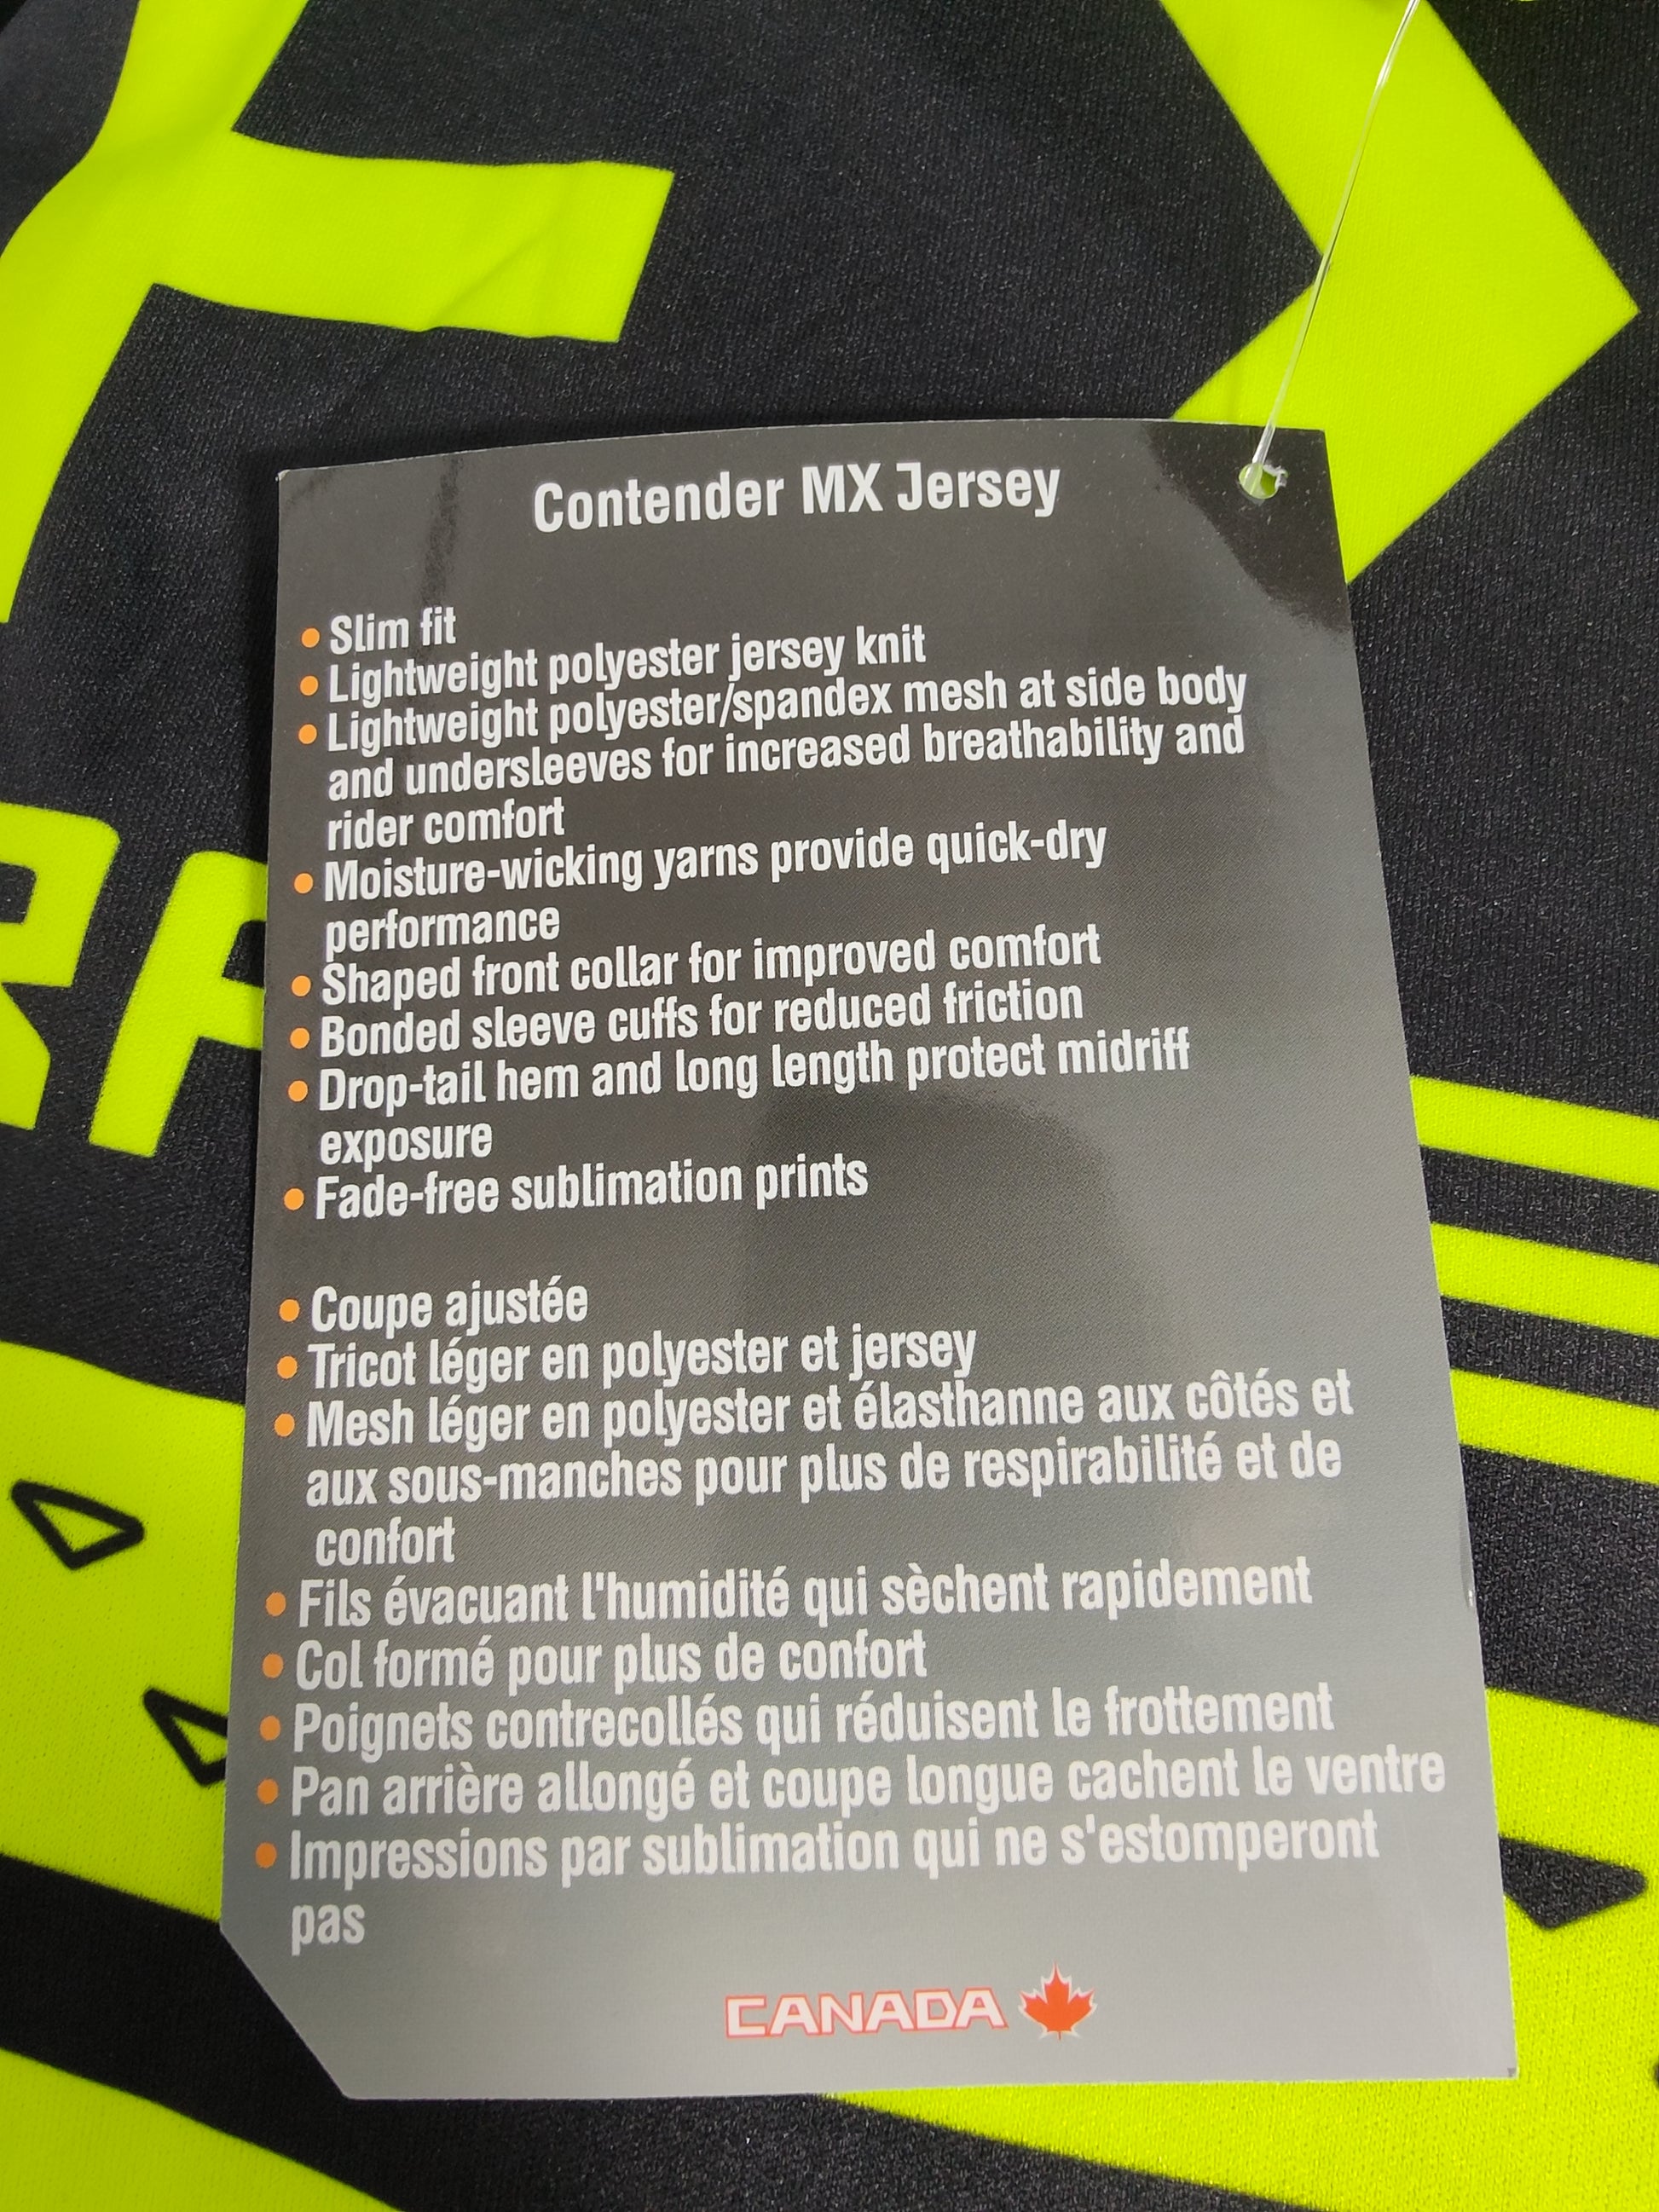 Contender MX Jersey
• Slim fit
• Lightweight polyester jersey knit
• Lightweight polyester/spandex mesh at side body
and undersleeves for increased breathability and
rider comfort
• Moisture-wicking yarns provide quick-dry
performance
• Shaped front collar for improved comfort
• Bonded sleeve cuffs for reduced friction
• Drop-tail hem and long length protect midriff
exposure
• Fade-free sublimation prints
• Coupe ajustée
• Tricot léger en polyester et jersey
• Mesh léger en polyester et élasthanne aux côtés et
aux sous-manches pour plus de respirabilité et de
confort
• Fils évacuant l'humidité qui sèchent rapidement
• Col formé pour plus de confort
• Poignets contrecollés qui réduisent le frottement
• Pan arrière allongé et coupe longue cachent le ventre
• Impressions par sublimation qui ne s'estomperont
pas
CANADA